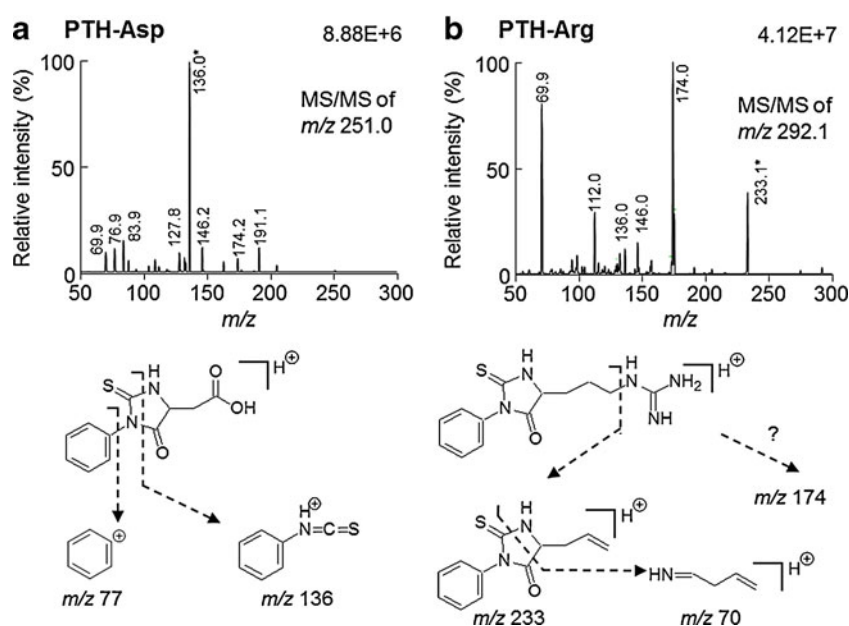 a PTH-Asp 8.88E+6
Relative intensity (%)
100
50
0
MS/MS of
m/z 251.0
69.9
76.9
83.9
127.8
136.0*
146.2
174.2
191.1
50 100 150 200 250 300
m/z
b PTH-Arg 4.12E+7
Relative intensity (%)
100
50
0
MS/MS of
m/z 292.1
69.9
112.0
136.0
146.0
174.0
233.1*
50 100 150 200 250 300
m/z
S
H
N
O
OH
N
O
H⊕
⊕
m/z 77
H⊕
N=C=S
m/z 136
S
H
N
N
O
H
N
NH2
NH
H⊕
?
m/z 174
S
H
N
N
O
H⊕
m/z 233
HN
H⊕
m/z 70